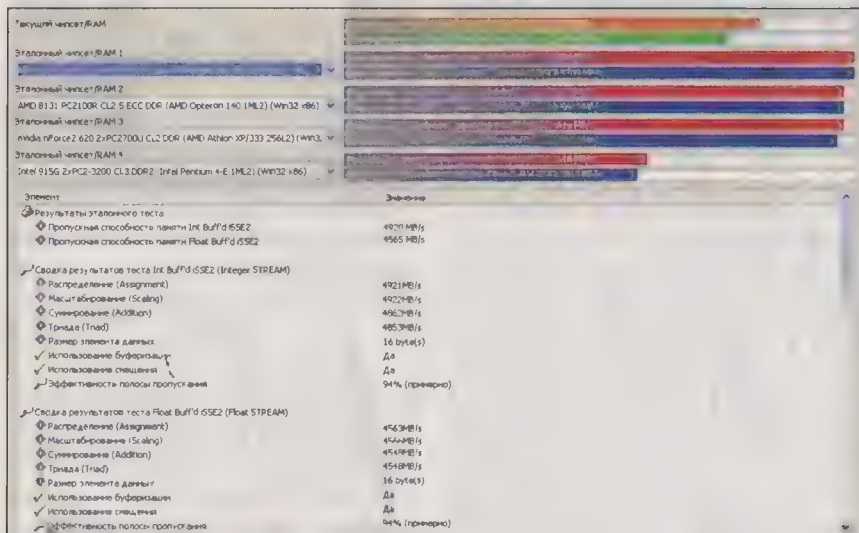 Текущий чипсет/RAM
Эталонный чипсет/RAM 1
Эталонный чипсет/RAM 2
AMD 8131 PC2100R CL2.5 ECC DDR (AMD Opteron 140 1ML2) (Win32 x86)
Эталонный чипсет/RAM 3
nVidia nForce2 620 2xPC2700U CL2 DDR (AMD Athlon XP/333 256L2) (Win3.
Эталонный чипсет/RAM 4
Intel 915G 2xPC2-3200 CL3 DDR2 Intel Pentium 4-E 1ML2) (Win32 x86)
Элемент Значение
Результаты эталонного теста
Пропускная способность памяти Int Buff'd iSSE2 4920 MB/s
Пропускная способность памяти Float Buff'd iSSE2 4565 MB/s
Сводка результатов теста Int Buff'd iSSE2 (Integer STREAM)
Распределение (Assignment) 4921MB/s
Масштабирование (Scaling) 4922MB/s
Суммирование (Addition) 4863MB/s
Триада (Triad) 4853MB/s
Размер элемента данных 16 byte(s)
Использование буферизации Да
Использование смещения Да
Эффективность полосы пропускания 94% (примерно)
Сводка результатов теста Float Buff'd iSSE2 (Float STREAM)
Распределение (Assignment) 4563MB/s
Масштабирование (Scaling) 4566MB/s
Суммирование (Addition) 4548MB/s
Триада (Triad) 4548MB/s
Размер элемента данных 16 byte(s)
Использование буферизации Да
Использование смещения Да
Эффективность полосы пропускания 94% (примерно)